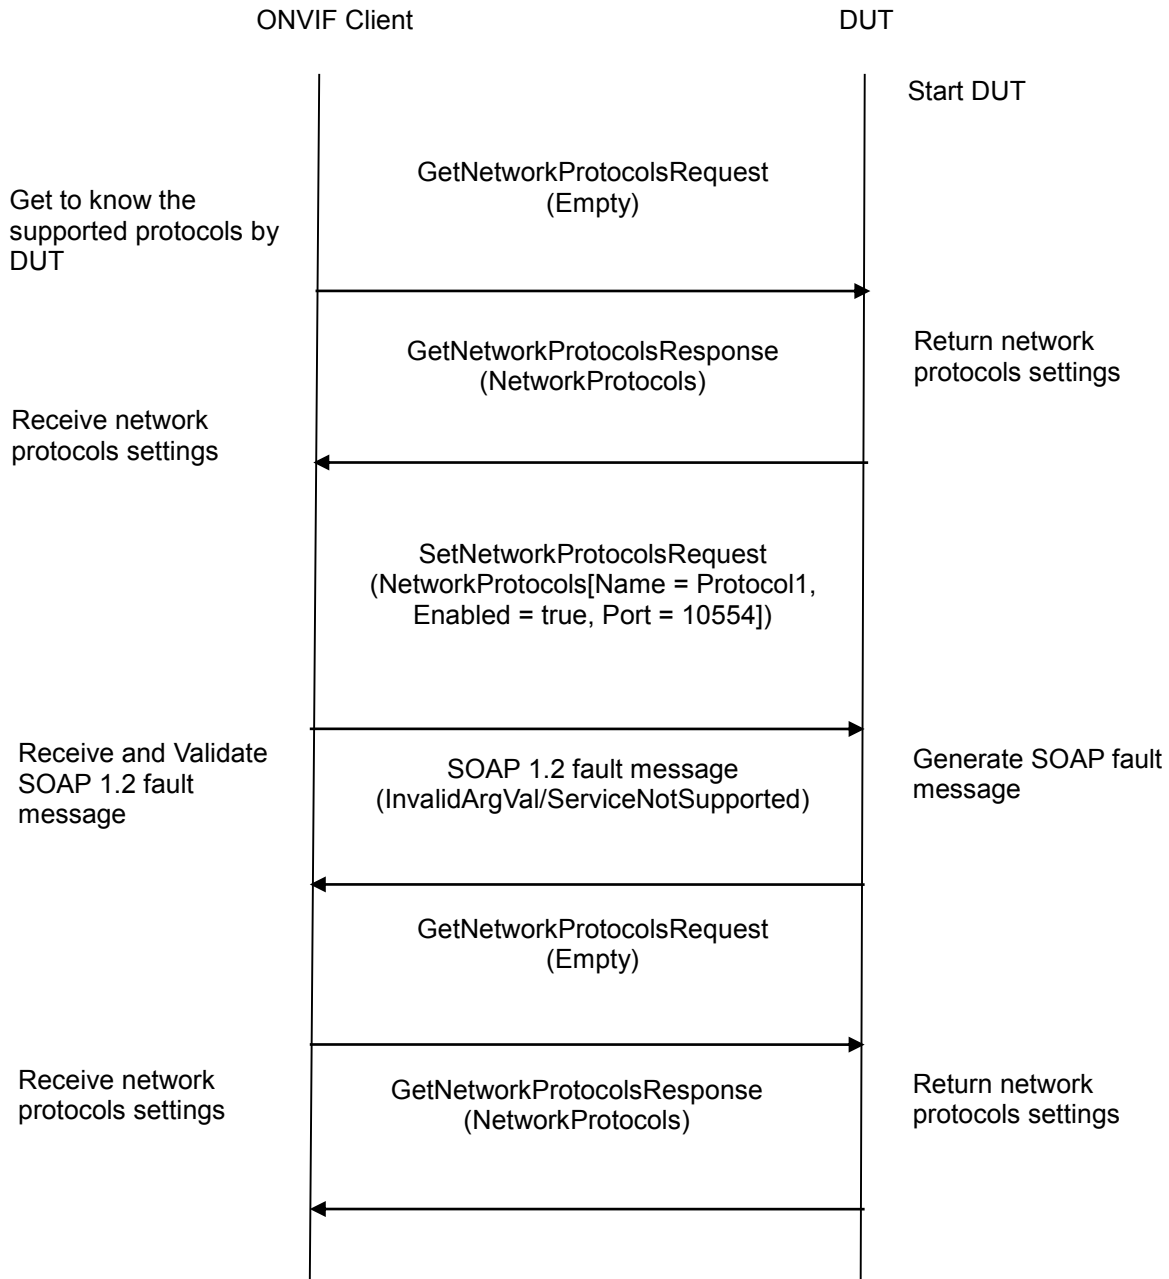 ONVIF Client
DUT
Start DUT
GetNetworkProtocolsRequest
(Empty)
Get to know the
supported protocols by
DUT
GetNetworkProtocolsResponse
(NetworkProtocols)
Return network
protocols settings
Receive network
protocols settings
SetNetworkProtocolsRequest
(NetworkProtocols[Name = Protocol1,
Enabled = true, Port = 10554])
Receive and Validate
SOAP 1.2 fault
message
SOAP 1.2 fault message
(InvalidArgVal/ServiceNotSupported)
Generate SOAP fault
message
GetNetworkProtocolsRequest
(Empty)
Receive network
protocols settings
GetNetworkProtocolsResponse
(NetworkProtocols)
Return network
protocols settings